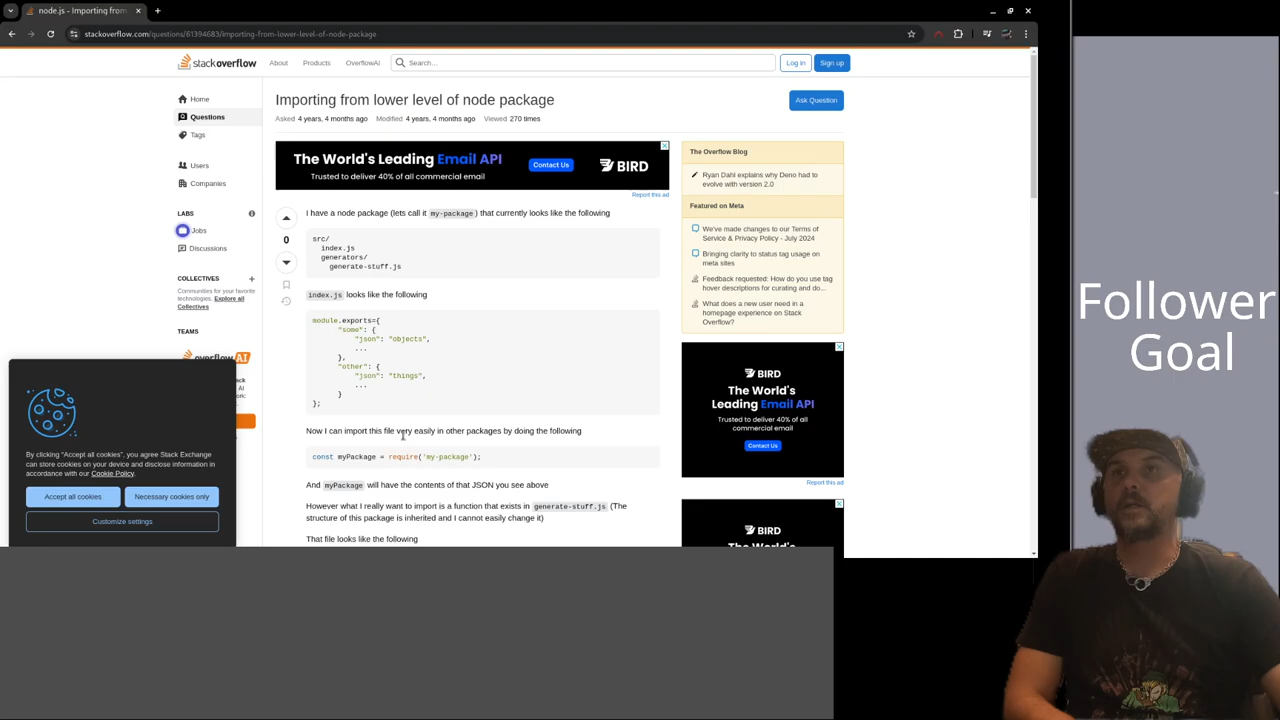 node.js - Importing from
stackoverflow.com/questions/61394683/importing-from-lower-level-of-node-package
stackoverflow
About
Products
OverflowAI
Search…
Log in
Sign up
Home
Questions
Tags
Users
Companies
LABS
Jobs
Discussions
COLLECTIVES
Communities for your favorite
technologies. Explore all
Collectives
TEAMS
overflow AI
Importing from lower level of node package
Ask Question
Asked 4 years, 4 months ago Modified 4 years, 4 months ago Viewed 270 times
The World's Leading Email API
Trusted to deliver 40% of all commercial email
Contact Us
BIRD
Report this ad
0
I have a node package (lets call it my-package) that currently looks like the following
src/
index.js
generators/
generate-stuff.js
index.js looks like the following
module.exports={
"some": {
"json": "objects",
...
},
"other": {
"json": "things",
...
}
};
Now I can import this file very easily in other packages by doing the following
const myPackage = require('my-package');
And myPackage will have the contents of that JSON you see above
However what I really want to import is a function that exists in generate-stuff.js (The
structure of this package is inherited and I cannot easily change it)
That file looks like the following
The Overflow Blog
Ryan Dahl explains why Deno had to
evolve with version 2.0
Featured on Meta
We've made changes to our Terms of
Service & Privacy Policy - July 2024
Bringing clarity to status tag usage on
meta sites
Feedback requested: How do you use tag
hover descriptions for curating and do...
What does a new user need in a
homepage experience on Stack
Overflow?
BIRD
The World's
Leading Email API
Trusted to deliver 40% of all
commercial email
Contact Us
Report this ad
BIRD
The World's
By clicking "Accept all cookies", you agree Stack Exchange
can store cookies on your device and disclose information in
accordance with our Cookie Policy.
Accept all cookies
Necessary cookies only
Customize settings
Follower
Goal